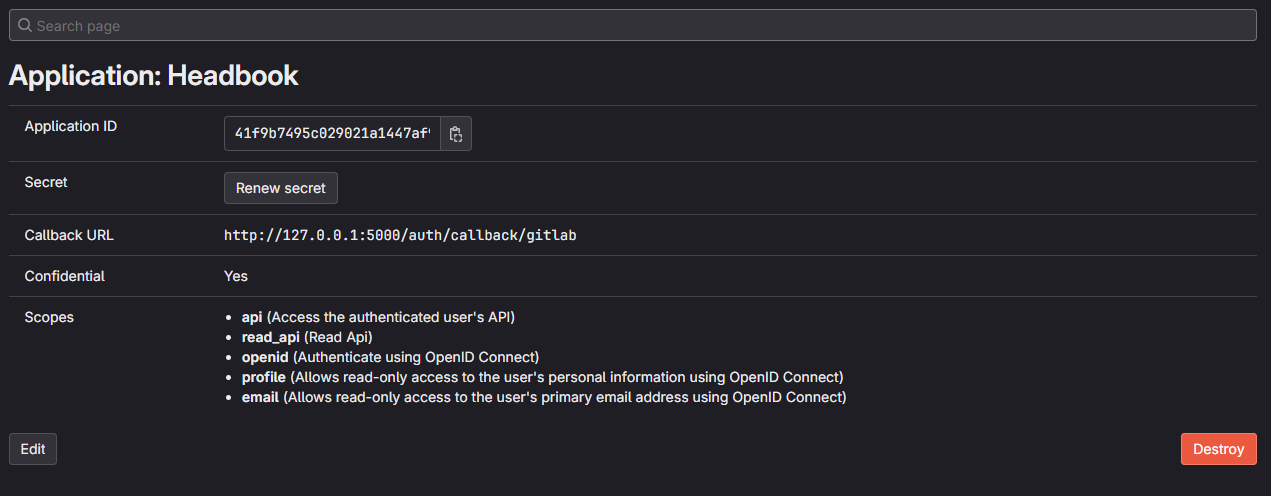 Search page
Application: Headbook
Application ID
41f9b7495c029021a1447af
Secret
Renew secret
Callback URL
http://127.0.0.1:5000/auth/callback/gitlab
Confidential
Yes
Scopes
• api (Access the authenticated user's API)
• read_api (Read Api)
• openid (Authenticate using OpenID Connect)
• profile (Allows read-only access to the user's personal information using OpenID Connect)
• email (Allows read-only access to the user's primary email address using OpenID Connect)
Edit
Destroy